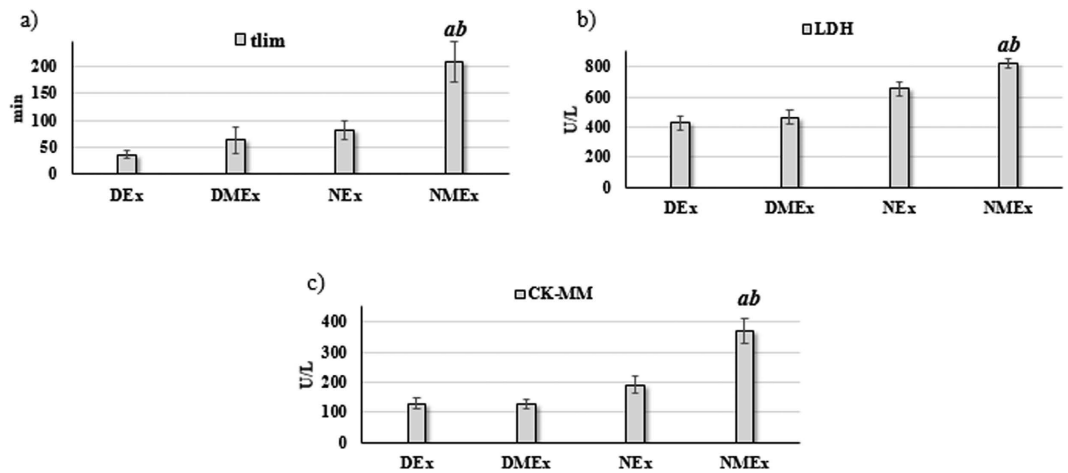 a)
tlim
ab
200
150
100
50
0
min
DEx DMEx NEx NMEx
b)
LDH
ab
800
600
400
200
0
U/L
DEx DMEx NEx NMEx
c)
CK-MM
ab
400
300
200
100
0
U/L
DEx DMEx NEx NMEx